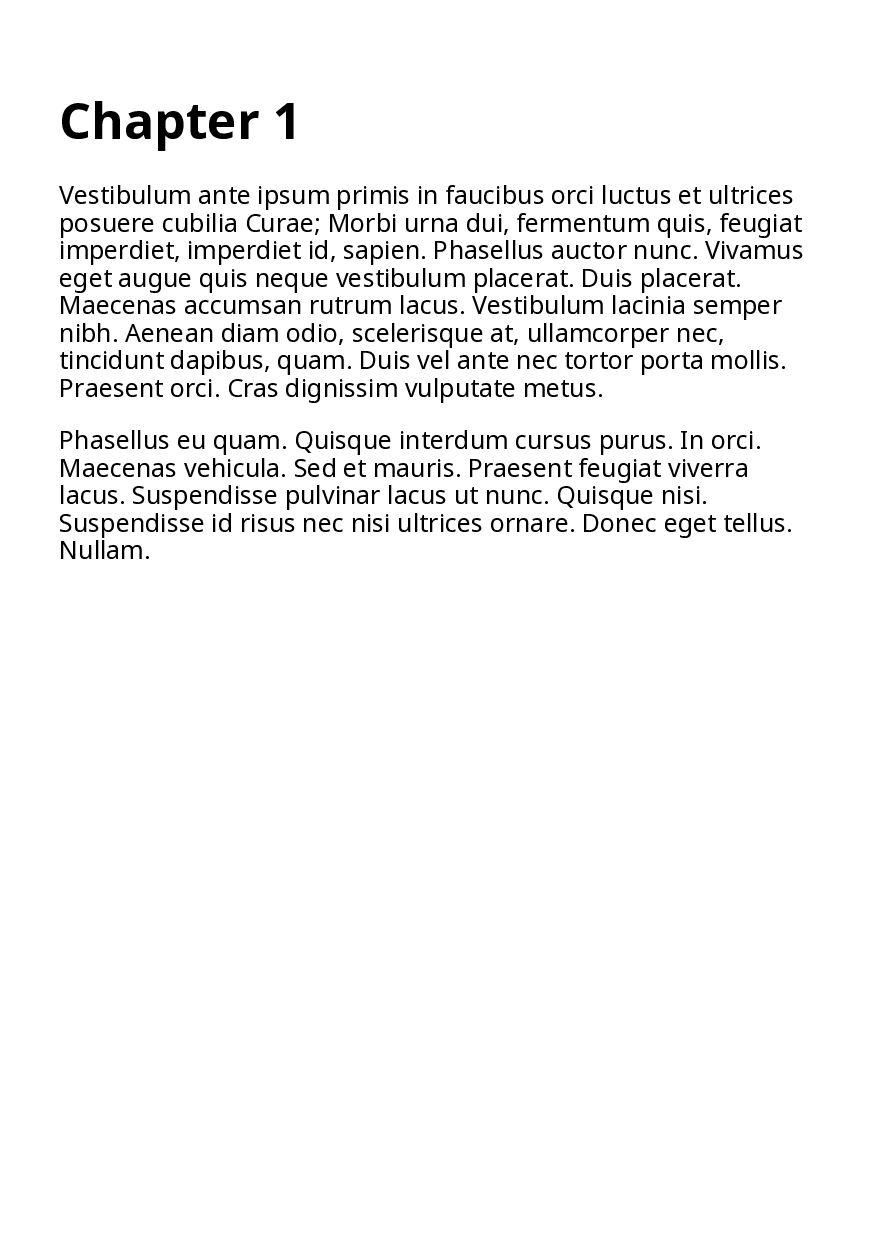 Chapter 1
Vestibulum ante ipsum primis in faucibus orci luctus et ultrices
posuere cubilia Curae; Morbi urna dui, fermentum quis, feugiat
imperdiet, imperdiet id, sapien. Phasellus auctor nunc. Vivamus
eget augue quis neque vestibulum placerat. Duis placerat.
Maecenas accumsan rutrum lacus. Vestibulum lacinia semper
nibh. Aenean diam odio, scelerisque at, ullamcorper nec,
tincidunt dapibus, quam. Duis vel ante nec tortor porta mollis.
Praesent orci. Cras dignissim vulputate metus.
Phasellus eu quam. Quisque interdum cursus purus. In orci.
Maecenas vehicula. Sed et mauris. Praesent feugiat viverra
lacus. Suspendisse pulvinar lacus ut nunc. Quisque nisi.
Suspendisse id risus nec nisi ultrices ornare. Donec eget tellus.
Nullam.